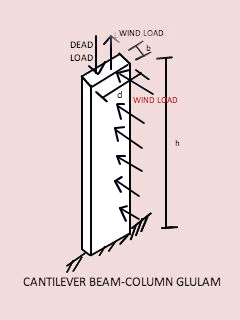 WIND LOAD
DEAD
LOAD
b
d
WIND LOAD
h
CANTILEVER BEAM-COLUMN GLULAM